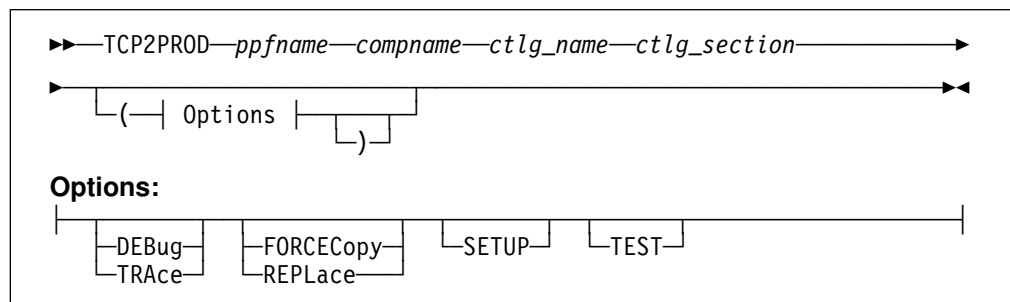 TCP2PROD ppfname compname ctlg_name ctlg_section
( Options )
Options:
DEBug FORCECopy SETUP TEST
TRAce REPLace